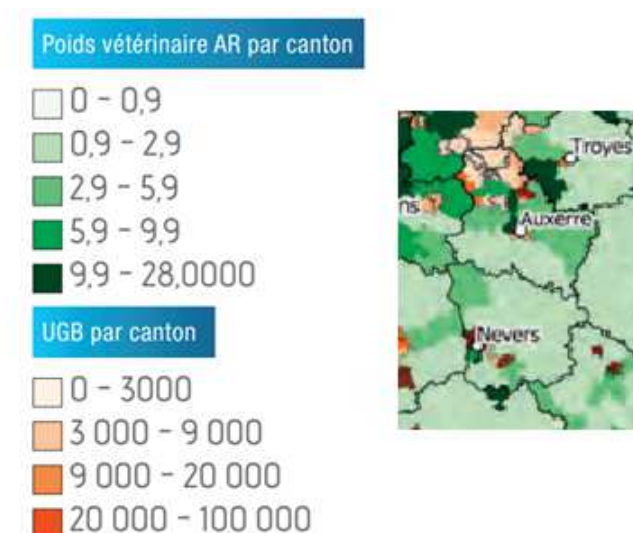 Poids vétérinaire AR par canton
0 - 0,9
0,9 - 2,9
2,9 - 5,9
5,9 - 9,9
9,9 - 28,0000
UGB par canton
0 - 3000
3 000 - 9 000
9 000 - 20 000
20 000 - 100 000
Troyes
ns
Auxerre
Nevers